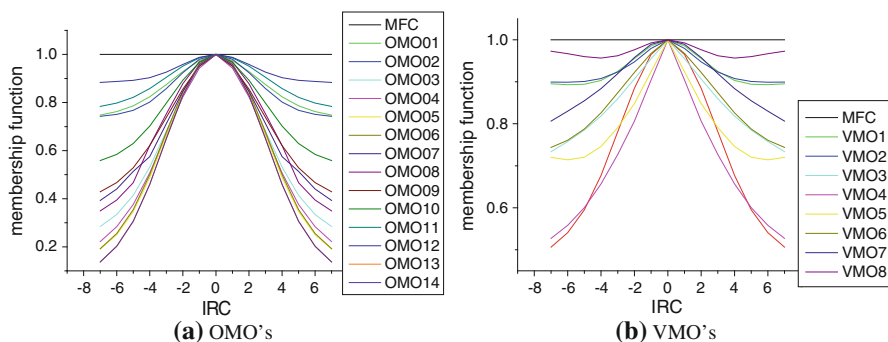 membership function
1.0
0.8
0.6
0.4
0.2
-8 -6 -4 -2 0 2 4 6
IRC
MFC
OMO01
OMO02
OMO03
OMO04
OMO05
OMO06
OMO07
OMO08
OMO09
OMO10
OMO11
OMO12
OMO13
OMO14
(a) OMO's
membership function
1.0
0.8
0.6
-8 -6 -4 -2 0 2 4 6
IRC
MFC
VMO1
VMO2
VMO3
VMO4
VMO5
VMO6
VMO7
VMO8
(b) VMO's